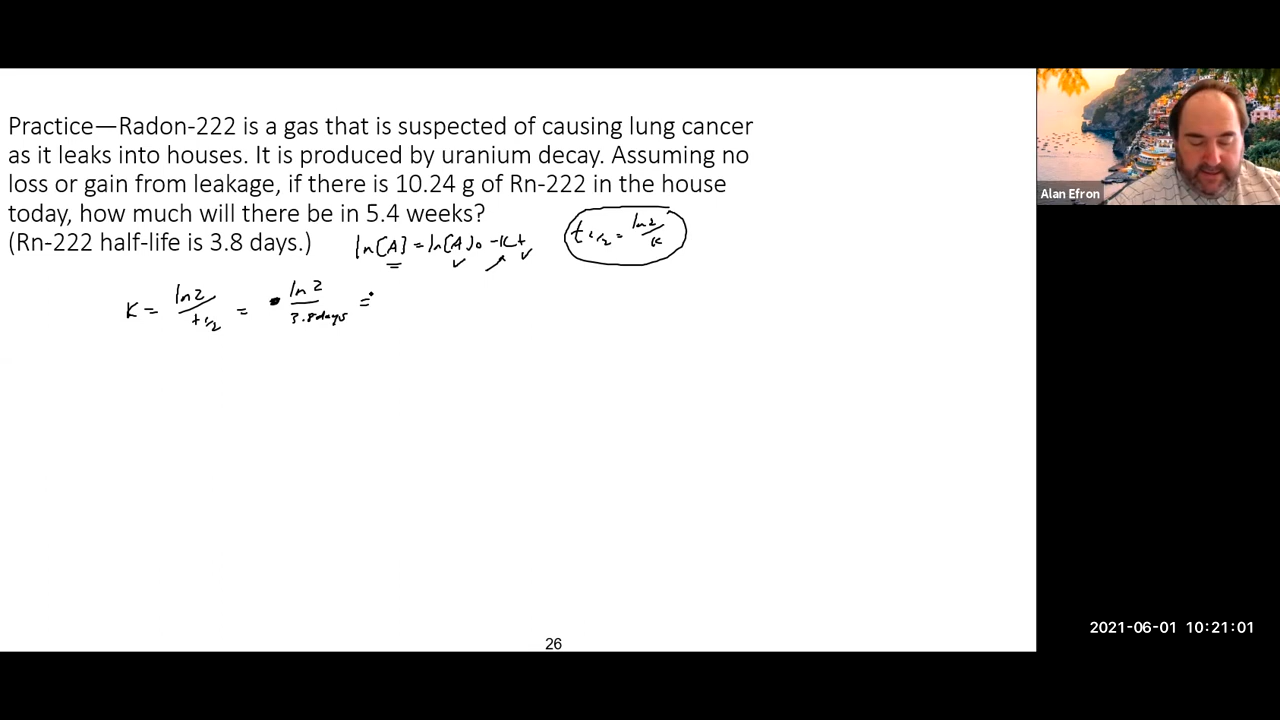 Practice—Radon-222 is a gas that is suspected of causing lung cancer
as it leaks into houses. It is produced by uranium decay. Assuming no
loss or gain from leakage, if there is 10.24 g of Rn-222 in the house
today, how much will there be in 5.4 weeks?
(Rn-222 half-life is 3.8 days.)
ln[A] = ln[A]0 -kt
t1/2 = ln2/k
K = ln2/t1/2 = ln 2/3.8days =
26
Alan Efron
2021-06-01 10:21:01